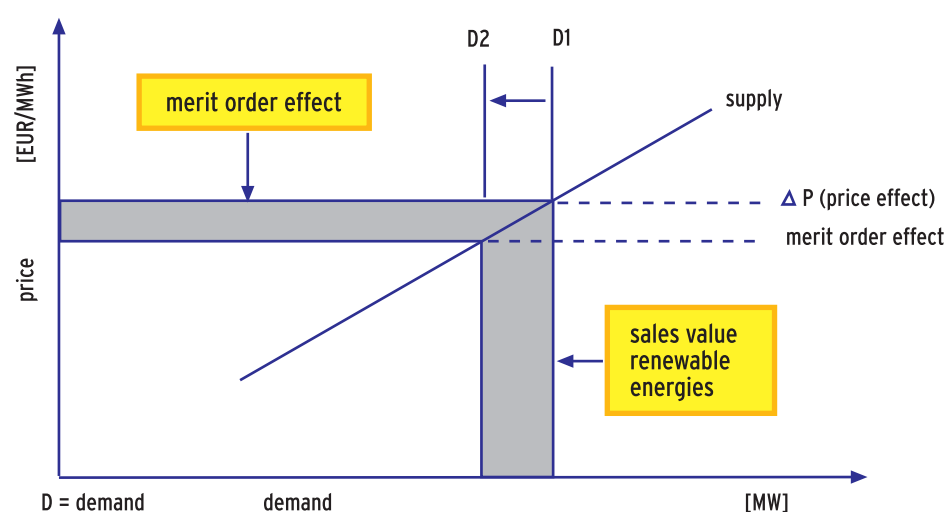 D2
D1
merit order effect
supply
[EUR/MWh]
Δ P (price effect)
merit order effect
price
sales value
renewable
energies
D = demand
demand
[MW]